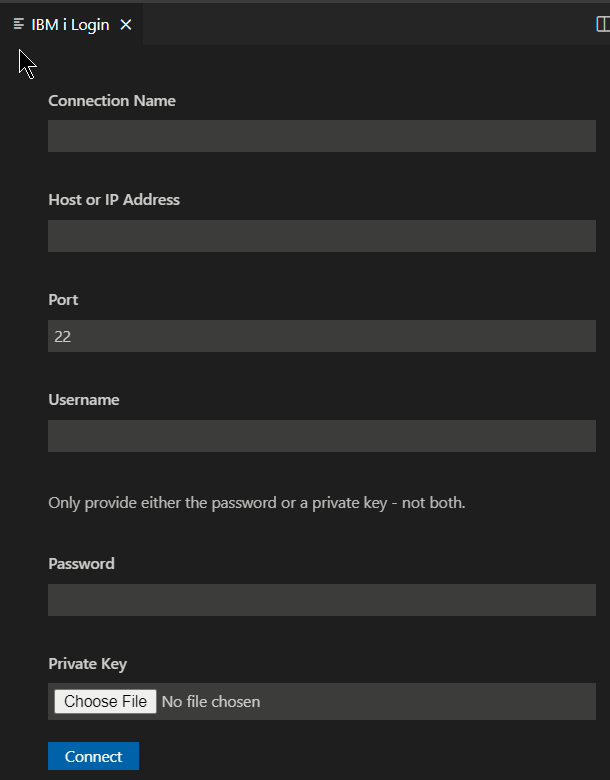 IBM i Login
Connection Name
Host or IP Address
Port
22
Username
Only provide either the password or a private key - not both.
Password
Private Key
Choose File No file chosen
Connect